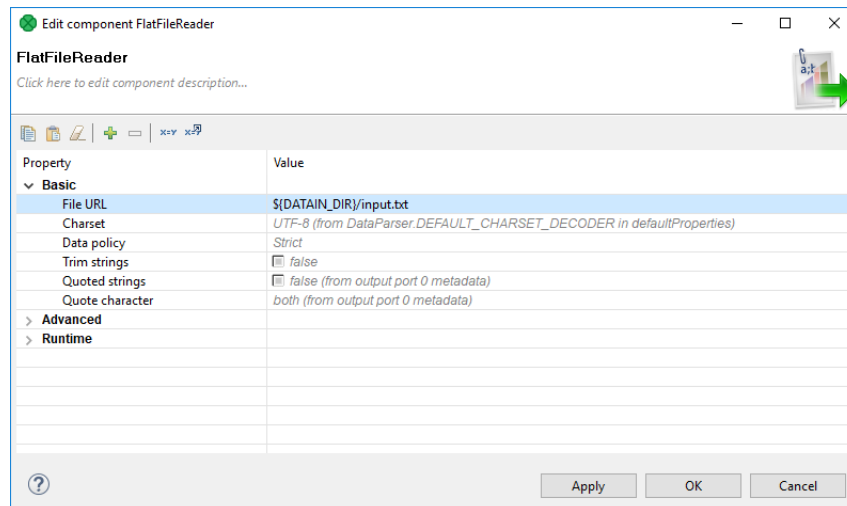 Edit component FlatFileReader
FlatFileReader
Click here to edit component description...
a;t
x=Y x=?
Property Value
Basic
File URL ${DATAIN_DIR}/input.txt
Charset UTF-8 (from DataParser.DEFAULT_CHARSET_DECODER in defaultProperties)
Data policy Strict
Trim strings false
Quoted strings false (from output port 0 metadata)
Quote character both (from output port 0 metadata)
Advanced
Runtime
? Apply OK Cancel